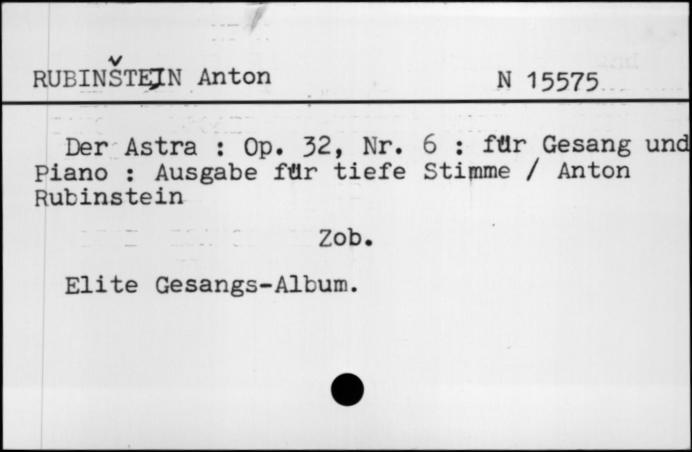 RUBINŠTEJN Anton N 15575
Der Astra : Op. 32, Nr. 6 : für Gesang und
Piano : Ausgabe für tiefe Stimme / Anton
Rubinstein
Zob.
Elite Gesangs-Album.